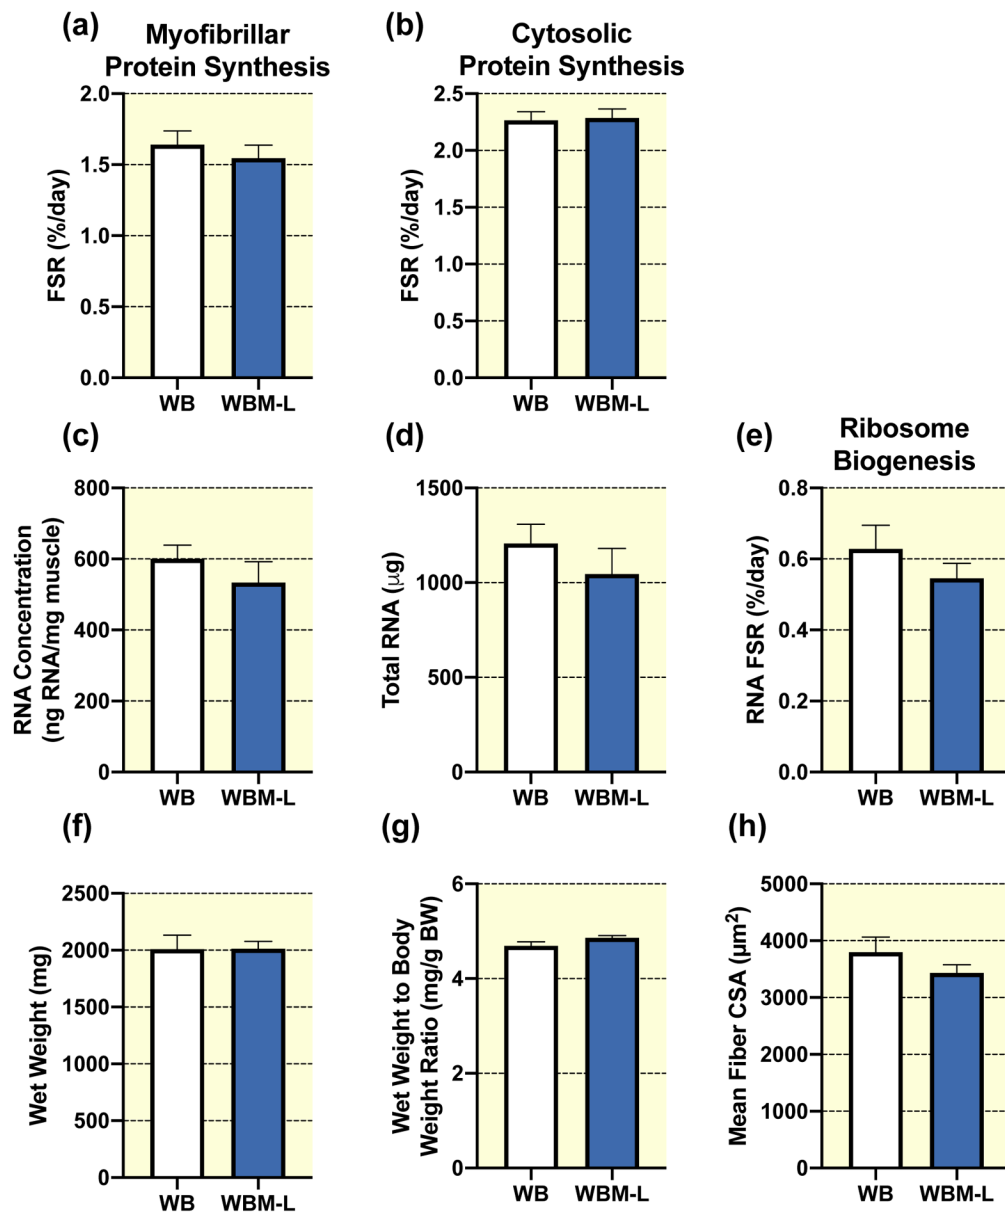 (a)
Myofibrillar
Protein Synthesis
FSR (%/day)
2.0
1.5
1.0
0.5
0.0
WB
WBM-L
(b)
Cytosolic
Protein Synthesis
FSR (%/day)
2.5
2.0
1.5
1.0
0.5
0.0
WB
WBM-L
(c)
RNA Concentration
(ng RNA/mg muscle)
800
600
400
200
0
WB
WBM-L
(d)
Total RNA (μg)
1500
1000
500
0
WB
WBM-L
(e)
Ribosome
Biogenesis
RNA FSR (%/day)
0.8
0.6
0.4
0.2
0.0
WB
WBM-L
(f)
Wet Weight (mg)
2500
2000
1500
1000
500
0
WB
WBM-L
(g)
Wet Weight to Body
Weight Ratio (mg/g BW)
6
4
2
0
WB
WBM-L
(h)
Mean Fiber CSA (μm²)
5000
4000
3000
2000
1000
0
WB
WBM-L